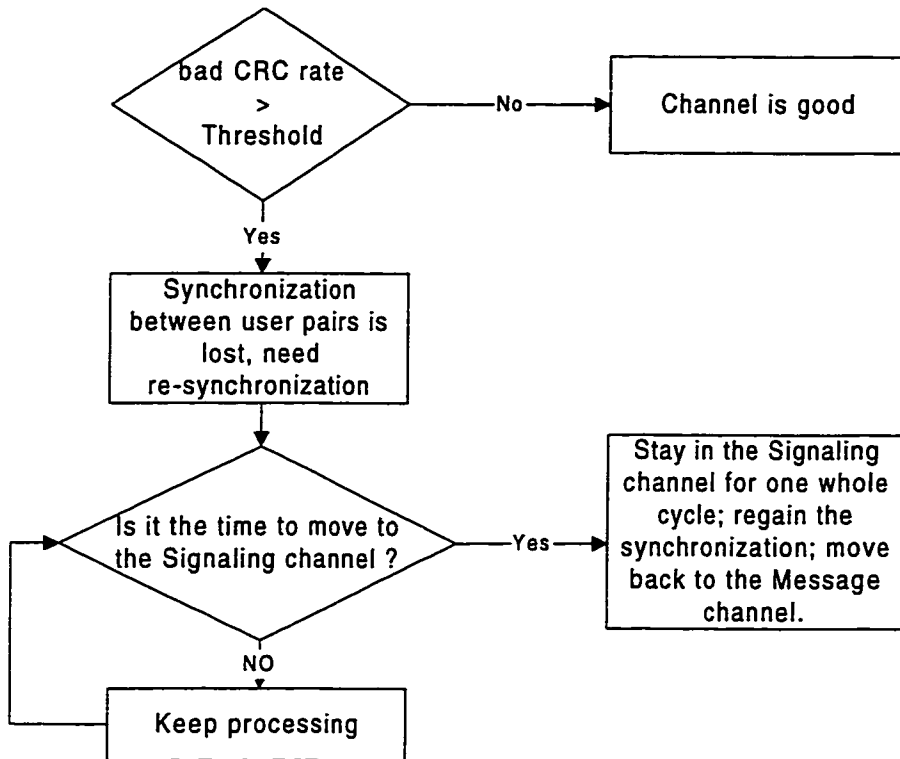 bad CRC rate
>
Threshold
No
Channel is good
Yes
Synchronization
between user pairs is
lost, need
re-synchronization
Is it the time to move to
the Signaling channel ?
Yes
Stay in the Signaling
channel for one whole
cycle; regain the
synchronization; move
back to the Message
channel.
NO
Keep processing